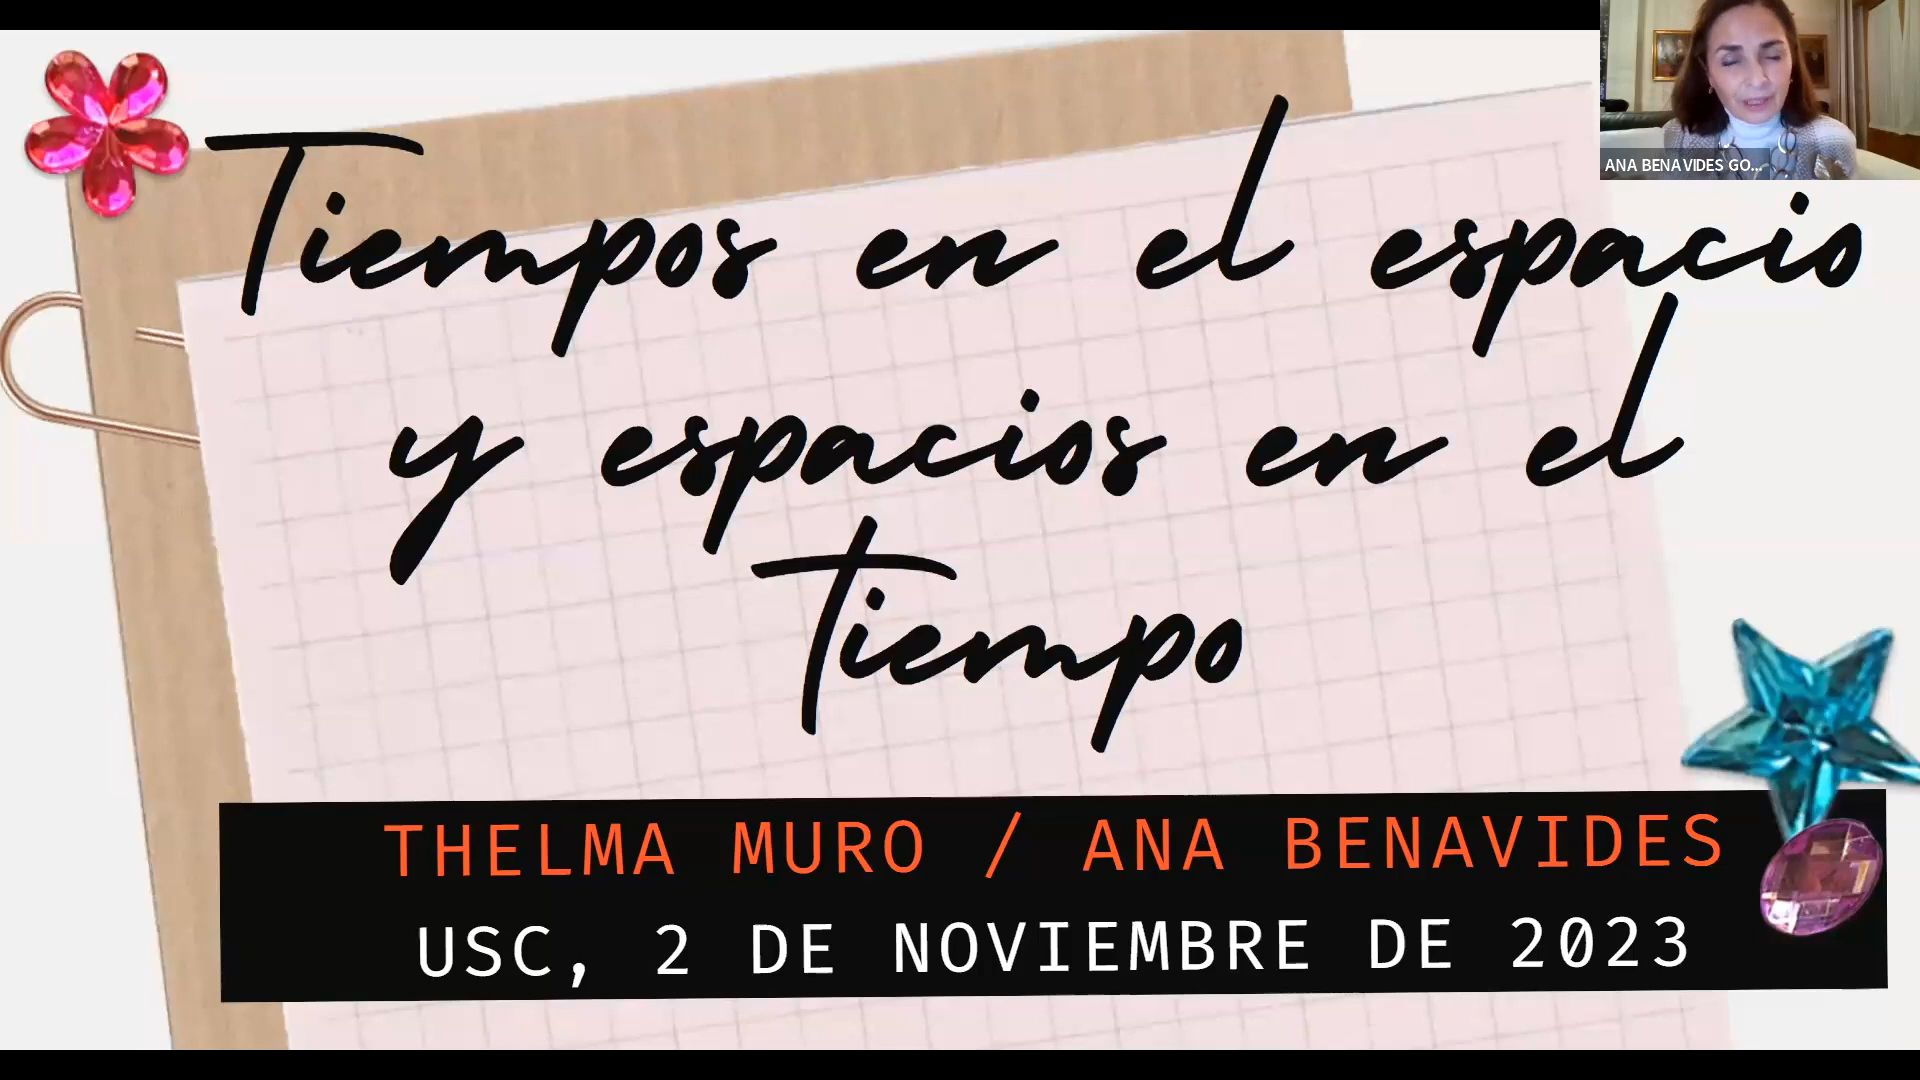 ANA BENAVIDES GO...
Tiempos en el espacio
y espacios en el
Tiempo
THELMA MURO / ANA BENAVIDES
USC, 2 DE NOVIEMBRE DE 2023